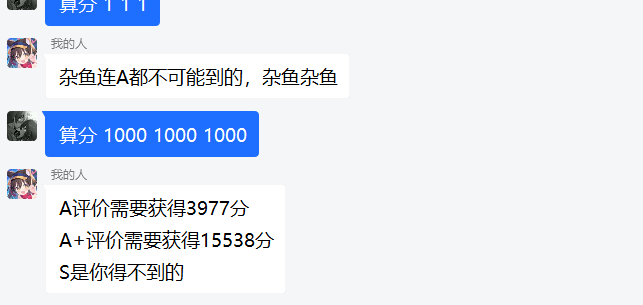 算分 1 1 1
我的人
杂鱼连A都不可能到的，杂鱼杂鱼
算分 1000 1000 1000
我的人
A评价需要获得3977分
A+评价需要获得15538分
S是你得不到的